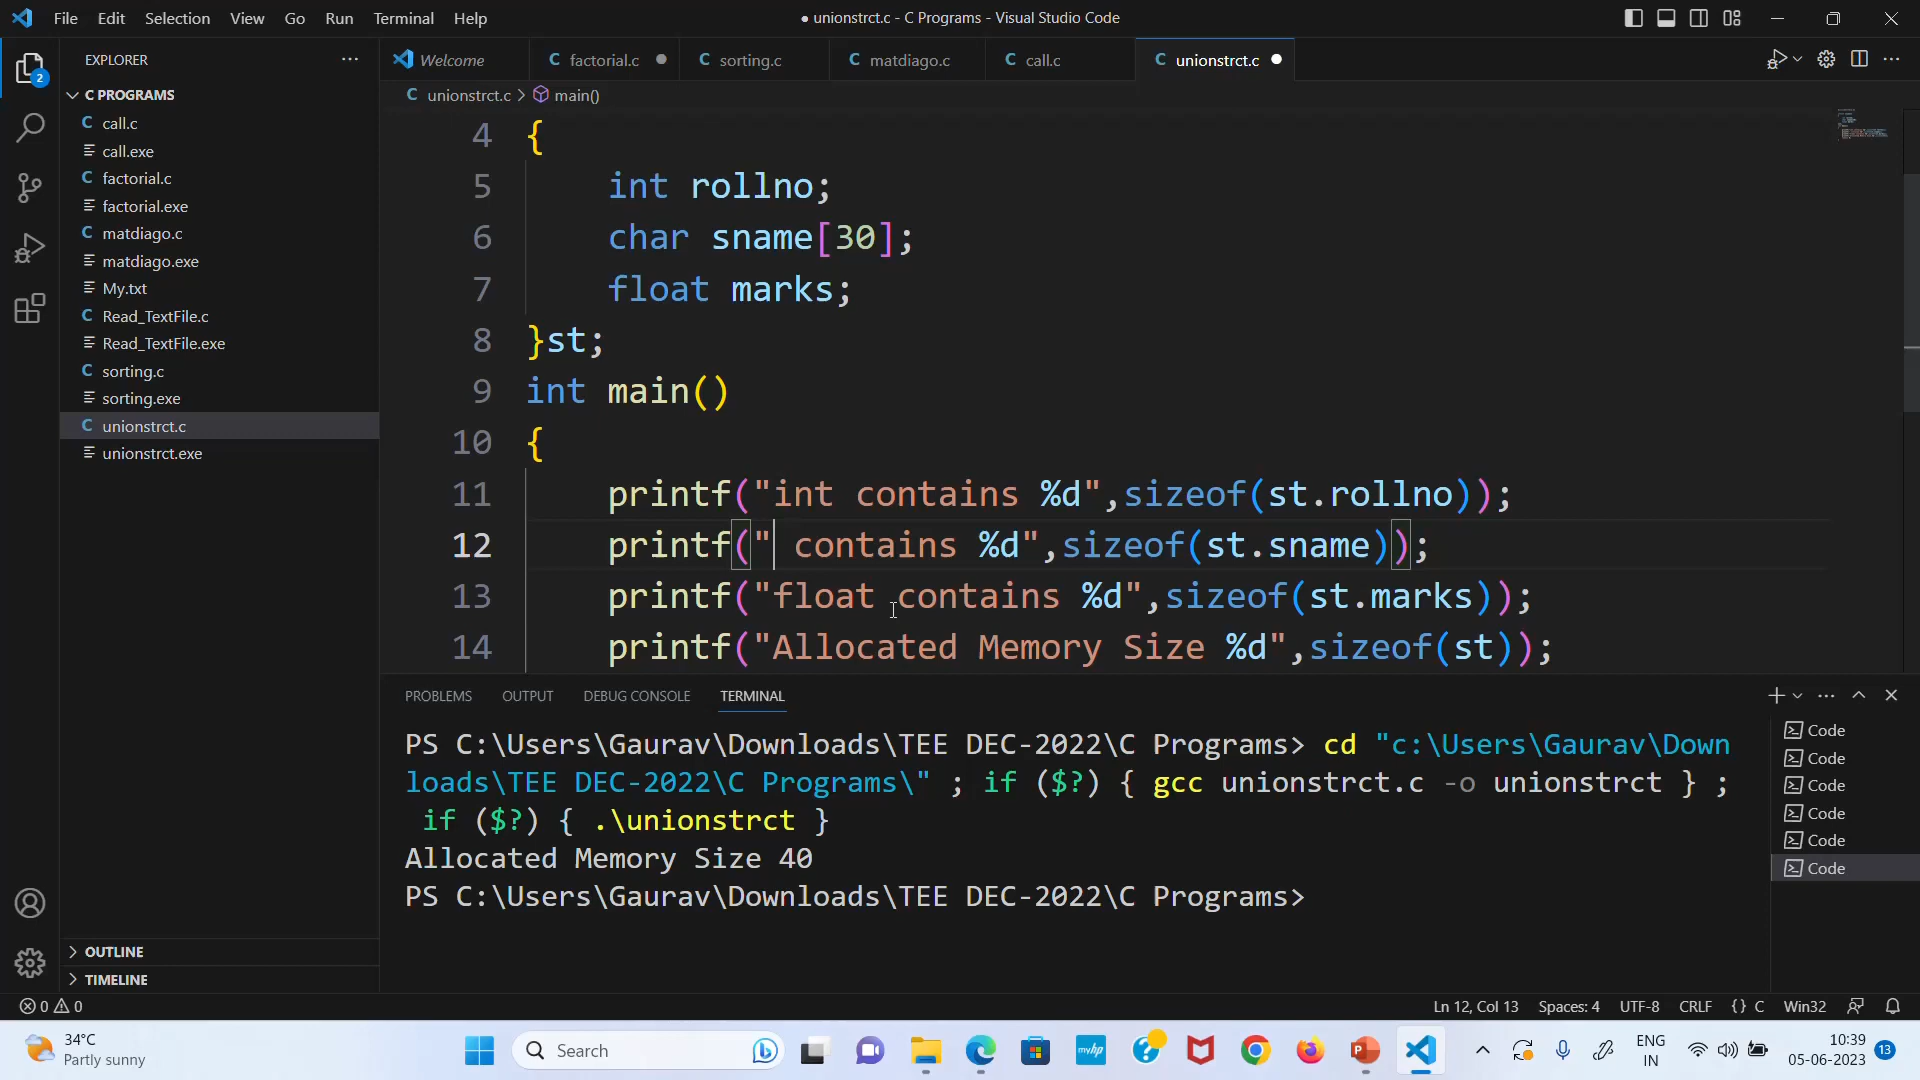 File Edit Selection View Go Run Terminal Help
● unionstrct.c - C Programs - Visual Studio Code
EXPLORER
C PROGRAMS
C call.c
call.exe
C factorial.c
factorial.exe
C matdiago.c
matdiago.exe
My.txt
C Read_TextFile.c
Read_TextFile.exe
C sorting.c
sorting.exe
C unionstrct.c
unionstrct.exe
OUTLINE
TIMELINE
2
Welcome C factorial.c ● C sorting.c C matdiago.c C call.c C unionstrct.c ●
C unionstrct.c > main()
4 {
5 int rollno;
6 char sname[30];
7 float marks;
8 }st;
9 int main()
10 {
11 printf("int contains %d",sizeof(st.rollno));
12 printf(" contains %d",sizeof(st.sname));
13 printf("float contains %d",sizeof(st.marks));
14 printf("Allocated Memory Size %d",sizeof(st));
PROBLEMS OUTPUT DEBUG CONSOLE TERMINAL
PS C:\Users\Gaurav\Downloads\TEE DEC-2022\C Programs> cd "c:\Users\Gaurav\Down
loads\TEE DEC-2022\C Programs\" ; if ($?) { gcc unionstrct.c -o unionstrct } ;
if ($?) { .\unionstrct }
Allocated Memory Size 40
PS C:\Users\Gaurav\Downloads\TEE DEC-2022\C Programs>
Code
Code
Code
Code
Code
Code
0 0
Ln 12, Col 13 Spaces: 4 UTF-8 CRLF {} C Win32
34°C
Partly sunny
Search
myhp
ENG
IN
10:39
05-06-2023
13